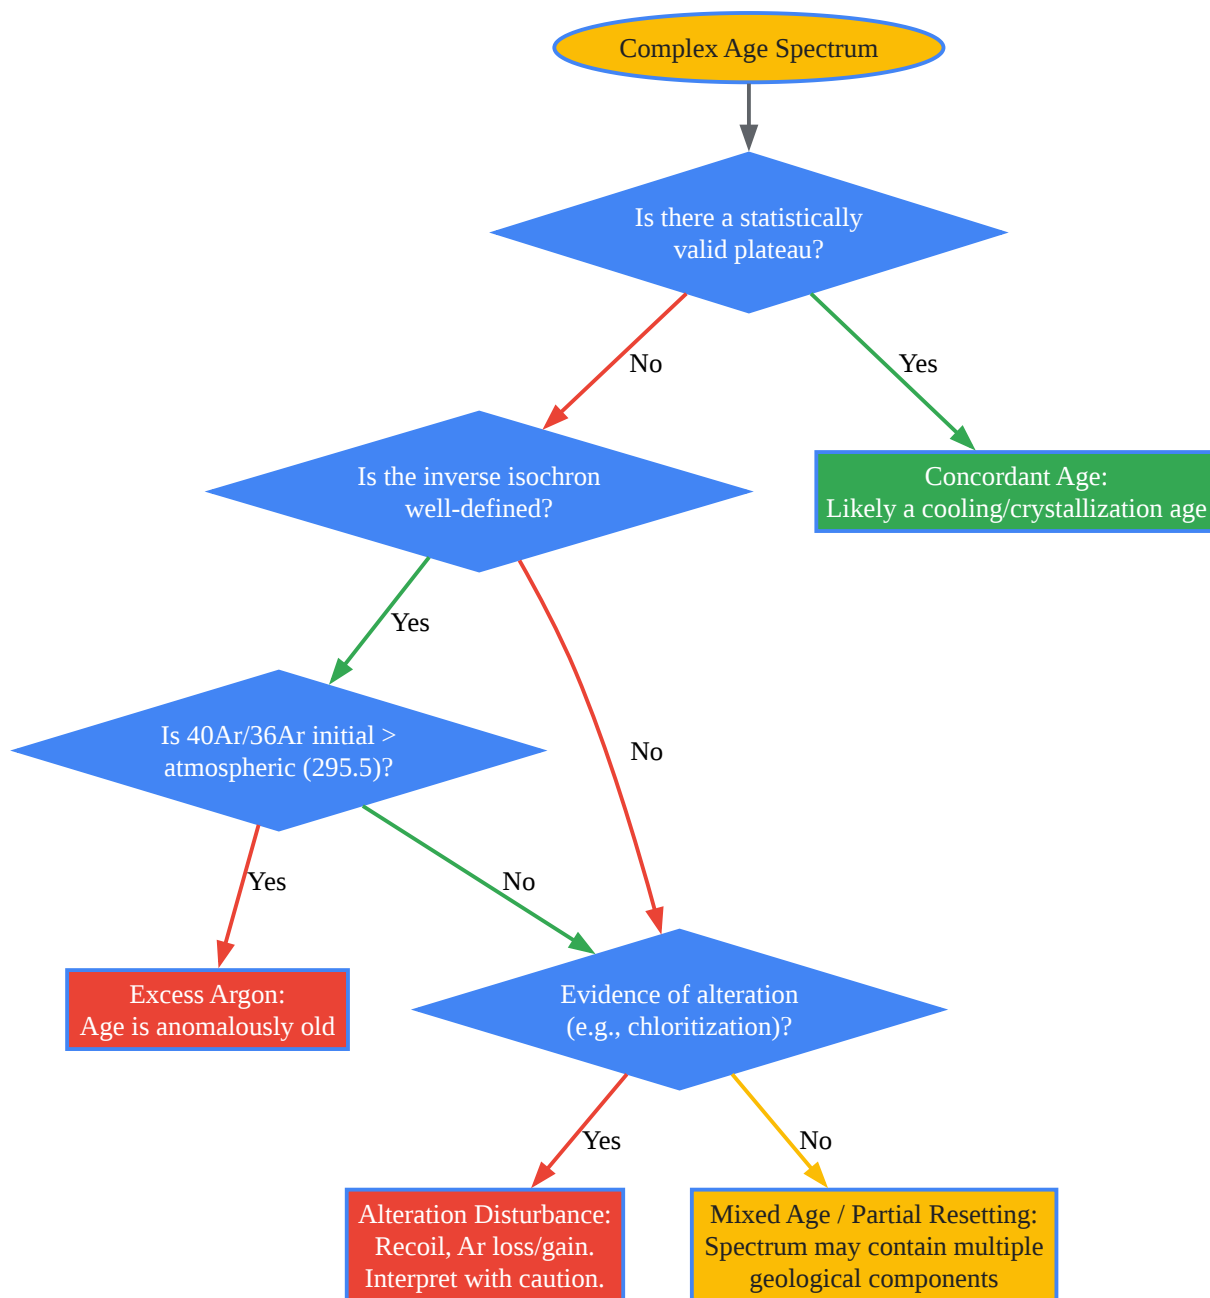 Complex Age Spectrum
Is there a statistically
valid plateau?
No
Yes
Is the inverse isochron
well-defined?
Concordant Age:
Likely a cooling/crystallization age
Yes
No
Is 40Ar/36Ar initial >
atmospheric (295.5)?
Yes
No
Excess Argon:
Age is anomalously old
Evidence of alteration
(e.g., chloritization)?
Yes
No
Alteration Disturbance:
Recoil, Ar loss/gain.
Interpret with caution.
Mixed Age / Partial Resetting:
Spectrum may contain multiple
geological components